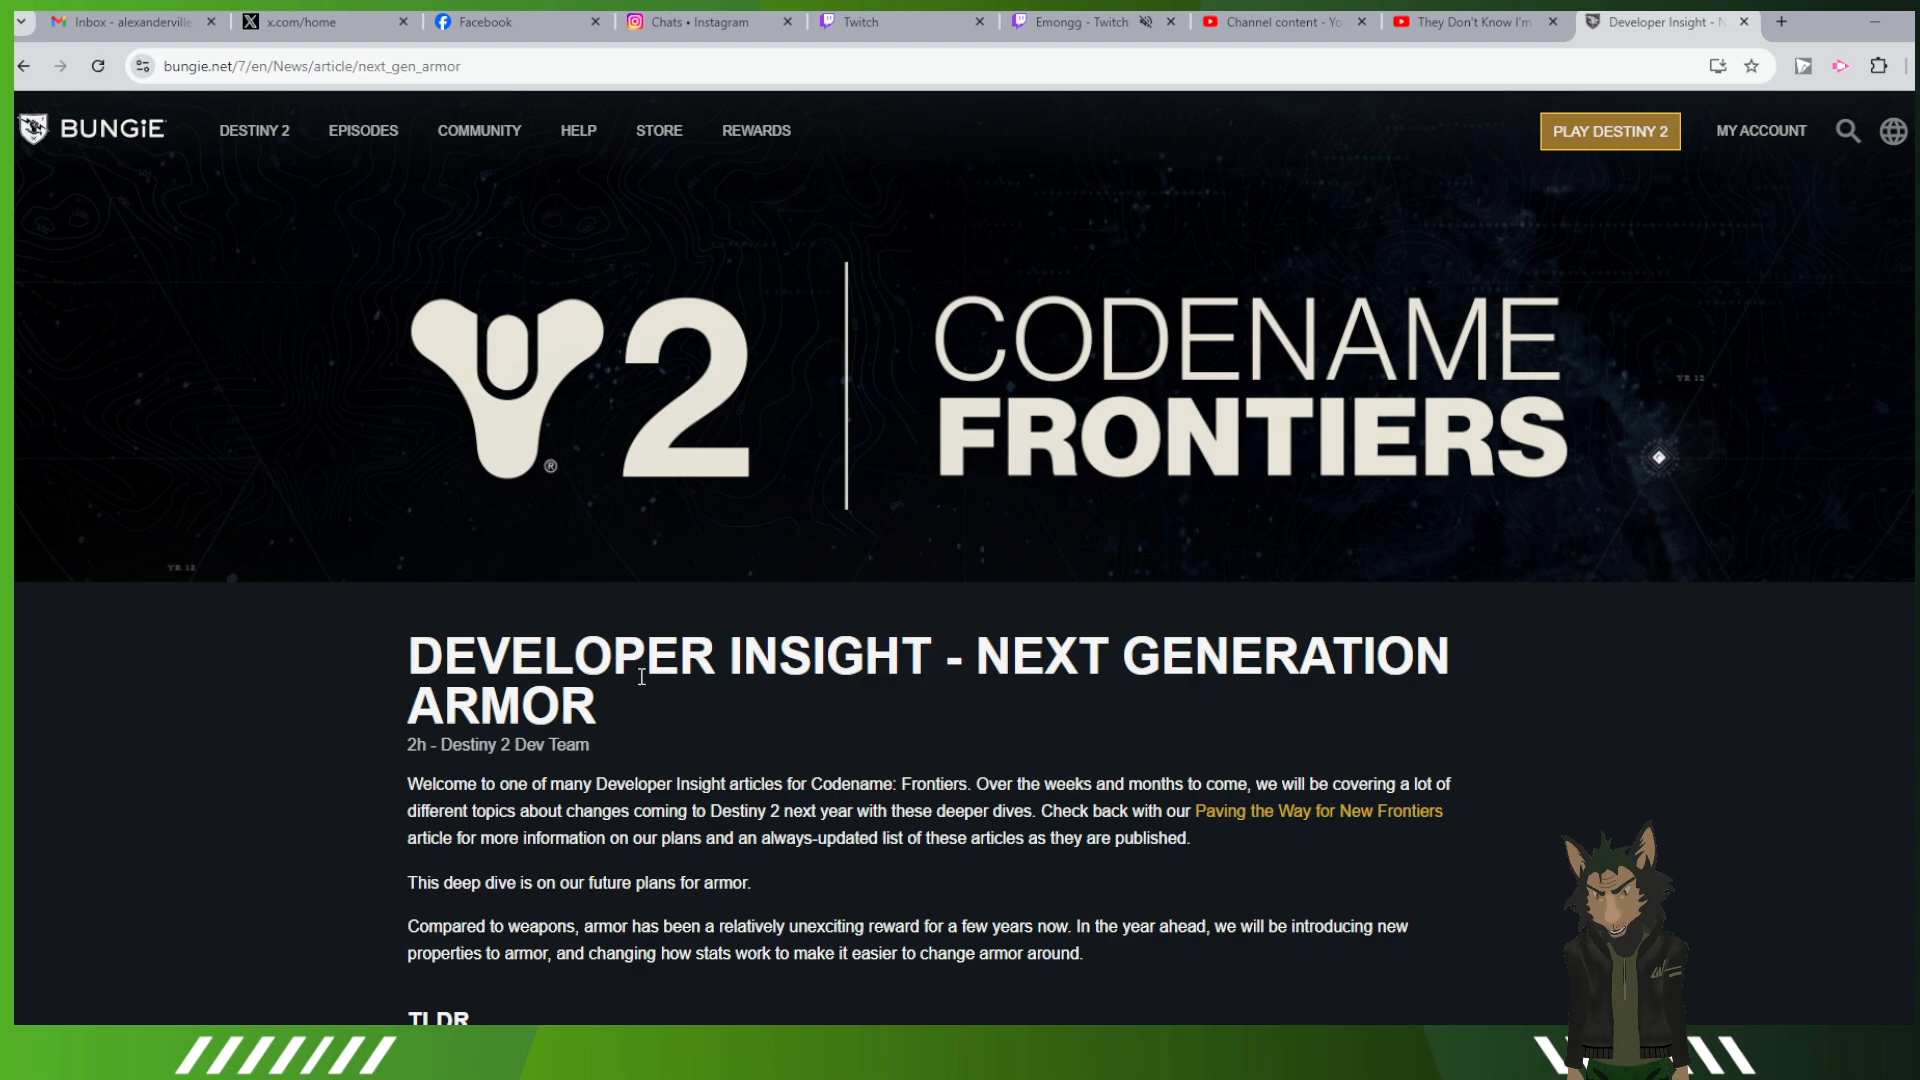 Inbox - alexanderville
x.com/home
Facebook
Chats • Instagram
Twitch
Emongg - Twitch
Channel content - Yo
They Don't Know I'm
Developer Insight - N
bungie.net/7/en/News/article/next_gen_armor
BUNGiE
DESTINY 2
EPISODES
COMMUNITY
HELP
STORE
REWARDS
PLAY DESTINY 2
MY ACCOUNT
2
®
CODENAME
FRONTIERS
YR 12
YR 13
DEVELOPER INSIGHT - NEXT GENERATION
ARMOR
2h - Destiny 2 Dev Team
Welcome to one of many Developer Insight articles for Codename: Frontiers. Over the weeks and months to come, we will be covering a lot of
different topics about changes coming to Destiny 2 next year with these deeper dives. Check back with our Paving the Way for New Frontiers
article for more information on our plans and an always-updated list of these articles as they are published.
This deep dive is on our future plans for armor.
Compared to weapons, armor has been a relatively unexciting reward for a few years now. In the year ahead, we will be introducing new
properties to armor, and changing how stats work to make it easier to change armor around.
TLDR